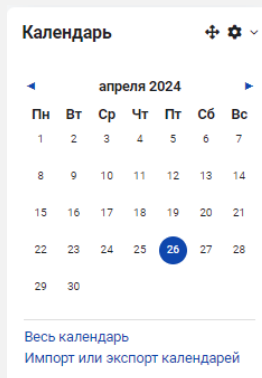 Календарь
◄ апреля 2024 ►
Пн Вт Ср Чт Пт Сб Вс
1 2 3 4 5 6 7
8 9 10 11 12 13 14
15 16 17 18 19 20 21
22 23 24 25 26 27 28
29 30
Весь календарь
Импорт или экспорт календарей